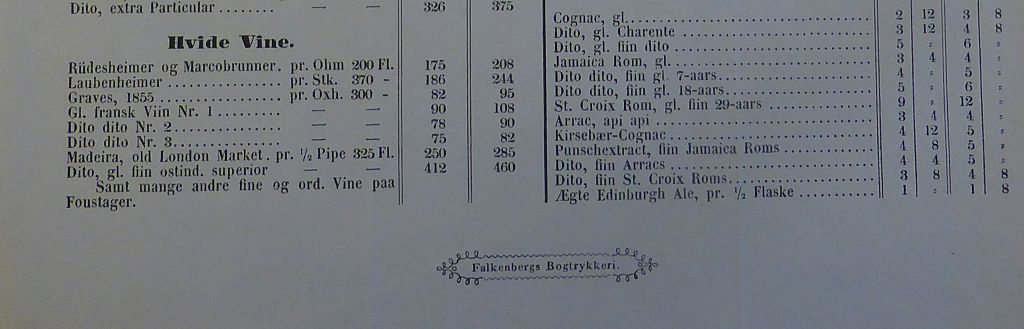 Dito, extra Particular ........ — — 326 375
Hvide Vine.
Rüdesheimer og Marcobrunner. pr. Ohm 200 Fl. 175 208
Laubenheimer ................ pr. Stk. 370 - 186 244
Graves, 1855 ................. pr. Oxh. 300 - 82 95
Gl. fransk Viin Nr. 1 ......... — — 90 108
Dito dito Nr. 2 ............... — — 78 90
Dito dito Nr. 3 ............... — — 75 82
Madeira, old London Market. pr. ½ Pipe 325 Fl. 250 285
Dito, gl. fiin ostind. superior — — 412 460
Samt mange andre fine og ord. Vine paa
Foustager.
Cognac, gl. ................................ 2 12 3 8
Dito, gl. Charente ......................... 3 12 4 8
Dito, gl. fiin dito ........................ 5 : 6 :
Jamaica Rom, gl. ........................... 3 4 4 :
Dito dito, fiin gl. 7-aars ................. 4 : 5 :
Dito dito, fiin gl. 18-aars ................ 5 : 6 :
St. Croix Rom, gl. fiin 29-aars ............ 9 : 12 :
Arrac, api api ............................. 3 4 4 :
Kirsebær-Cognac ............................ 4 12 5 :
Punschextract, fiin Jamaica Roms ........... 4 8 5 :
Dito, fiin Arracs .......................... 4 4 5 :
Dito, fiin St. Croix Roms .................. 3 8 4 8
Ægte Edinburgh Ale, pr. ½ Flaske ........... 1 : 1 8
Falkenbergs Bogtrykkeri.